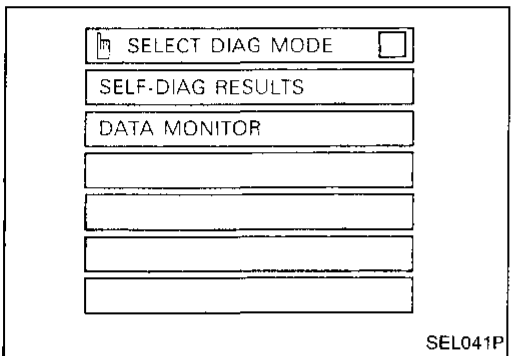 SELECT DIAG MODE
SELF-DIAG RESULTS
DATA MONITOR
SEL041P